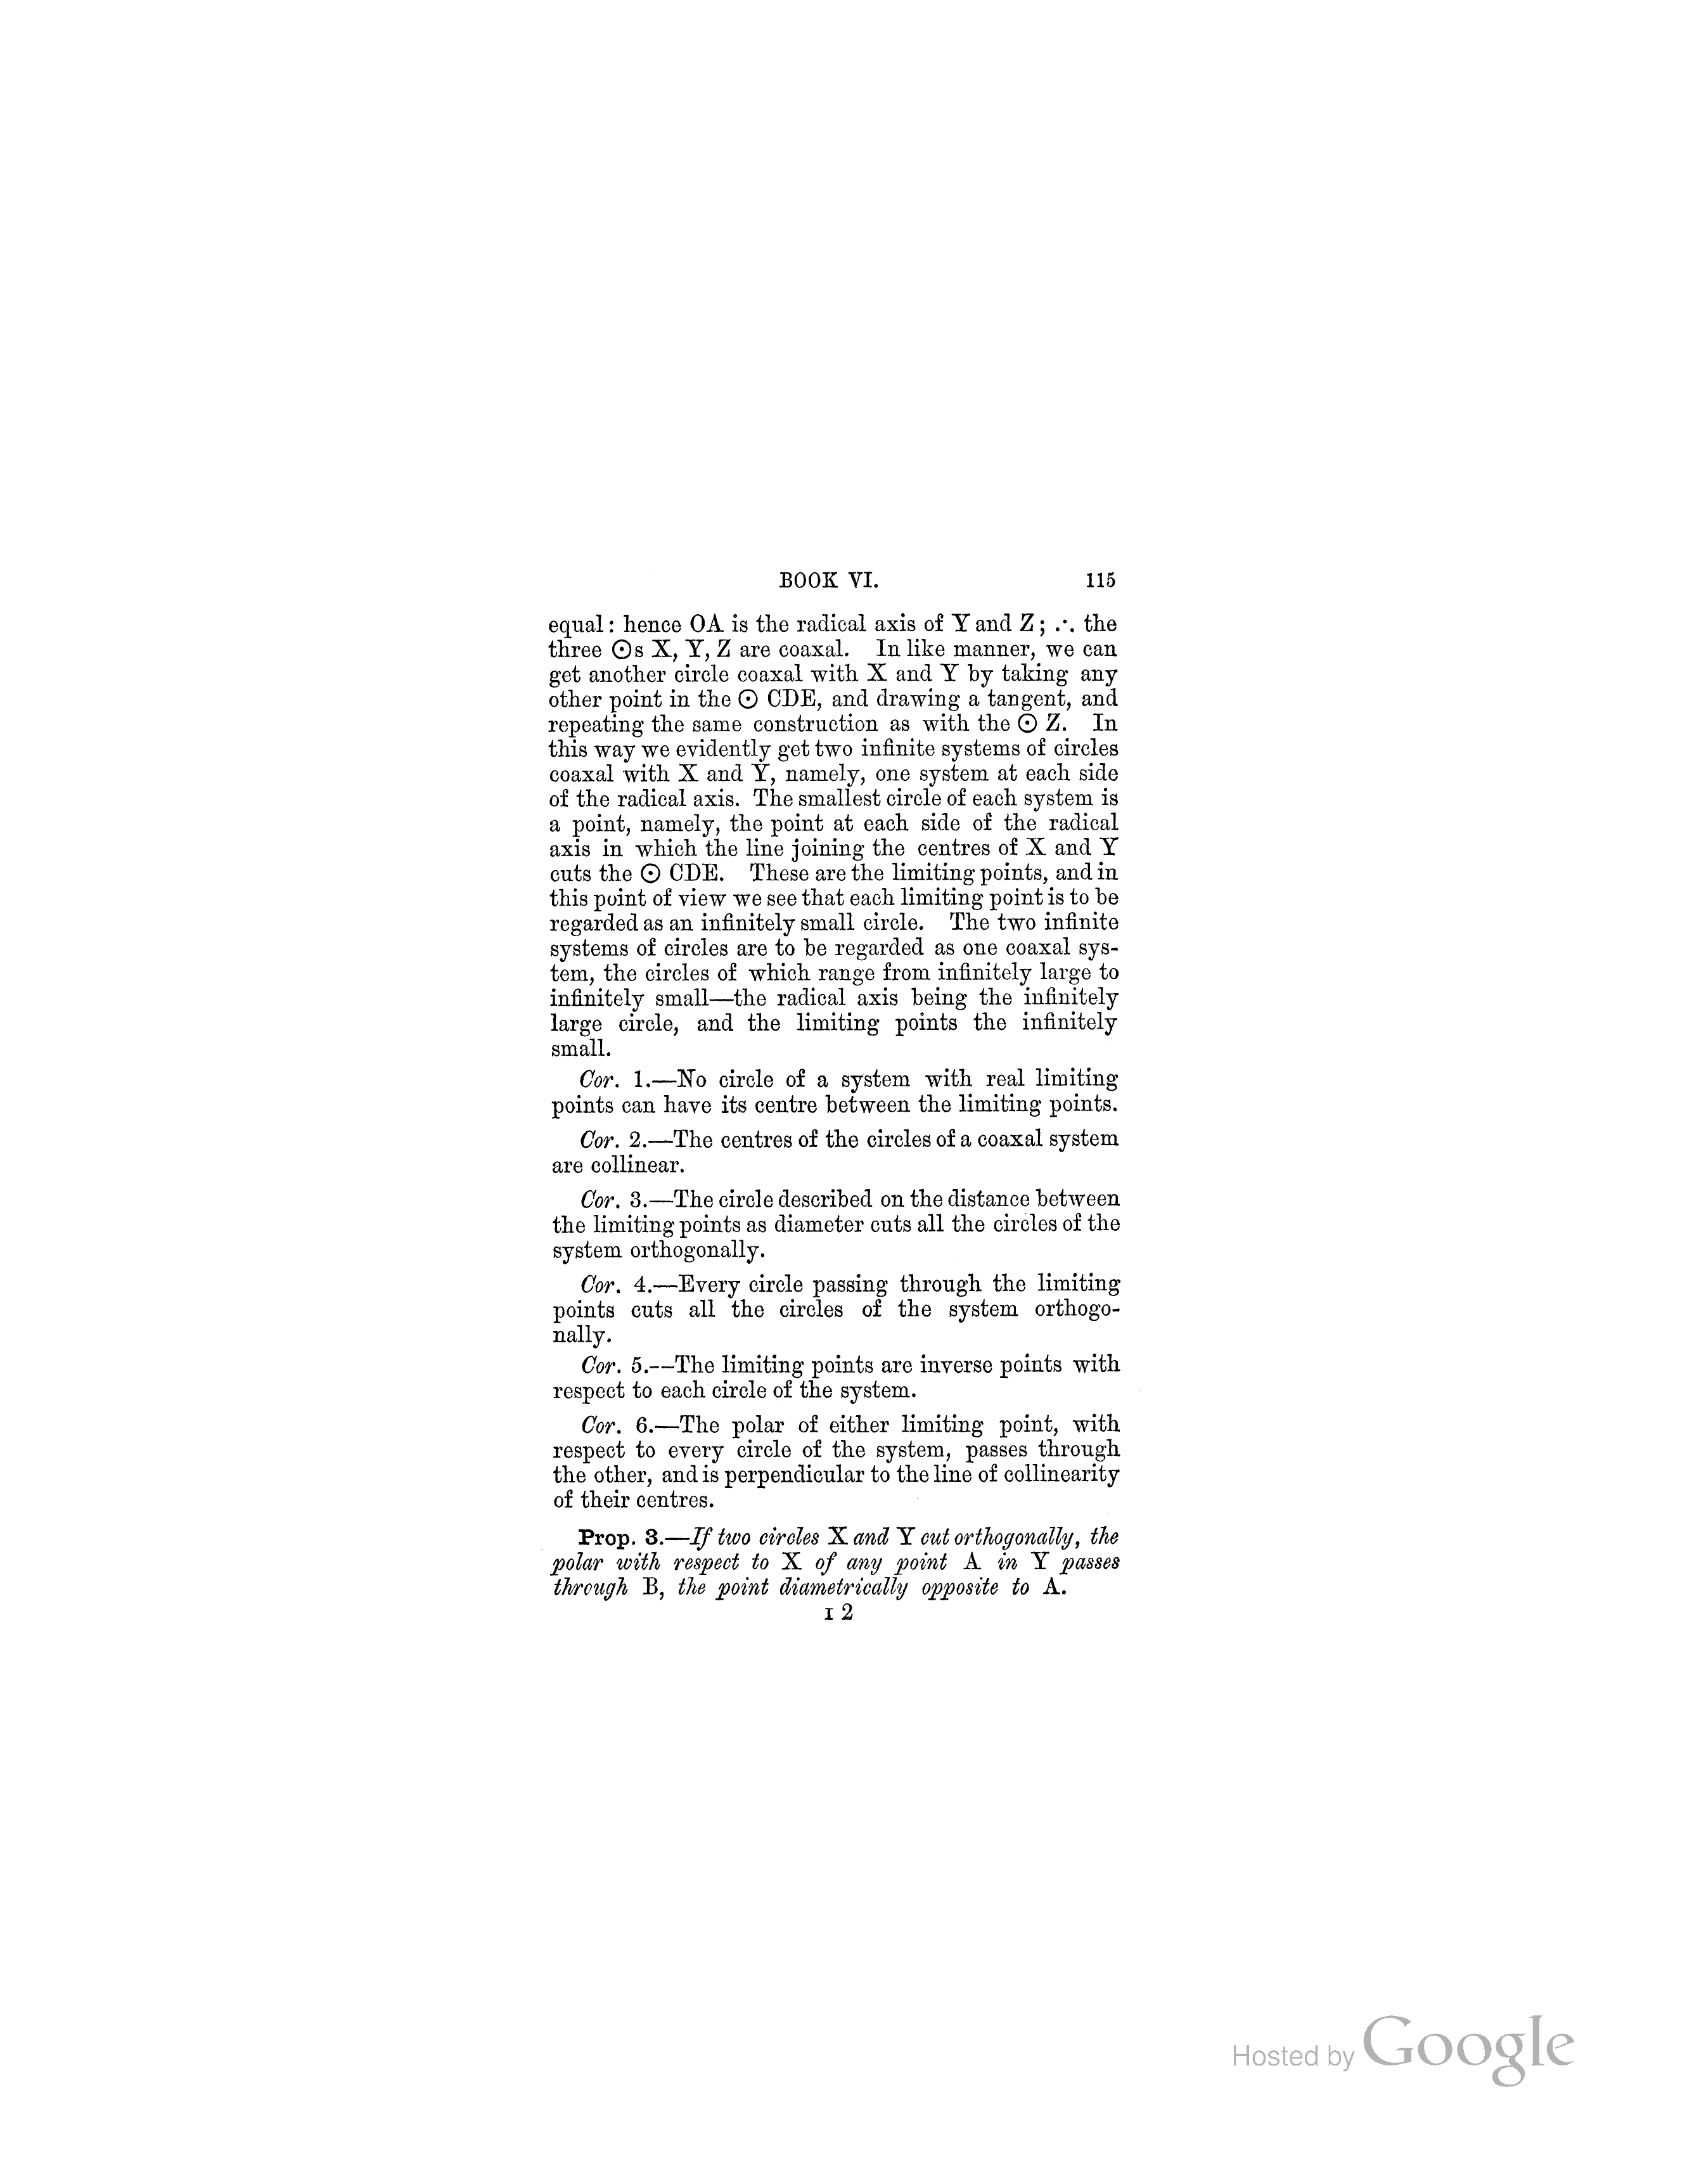 BOOK VI. 115
equal: hence OA is the radical axis of Y and Z; ∴ the
three ⊙s X, Y, Z are coaxal. In like manner, we can
get another circle coaxal with X and Y by taking any
other point in the ⊙ CDE, and drawing a tangent, and
repeating the same construction as with the ⊙ Z. In
this way we evidently get two infinite systems of circles
coaxal with X and Y, namely, one system at each side
of the radical axis. The smallest circle of each system is
a point, namely, the point at each side of the radical
axis in which the line joining the centres of X and Y
cuts the ⊙ CDE. These are the limiting points, and in
this point of view we see that each limiting point is to be
regarded as an infinitely small circle. The two infinite
systems of circles are to be regarded as one coaxal sys-
tem, the circles of which range from infinitely large to
infinitely small—the radical axis being the infinitely
large circle, and the limiting points the infinitely
small.
Cor. 1.—No circle of a system with real limiting
points can have its centre between the limiting points.
Cor. 2.—The centres of the circles of a coaxal system
are collinear.
Cor. 3.—The circle described on the distance between
the limiting points as diameter cuts all the circles of the
system orthogonally.
Cor. 4.—Every circle passing through the limiting
points cuts all the circles of the system orthogo-
nally.
Cor. 5.--The limiting points are inverse points with
respect to each circle of the system.
Cor. 6.—The polar of either limiting point, with
respect to every circle of the system, passes through
the other, and is perpendicular to the line of collinearity
of their centres.
Prop. 3.—If two circles X and Y cut orthogonally, the
polar with respect to X of any point A in Y passes
through B, the point diametrically opposite to A.
I 2
Hosted by Google